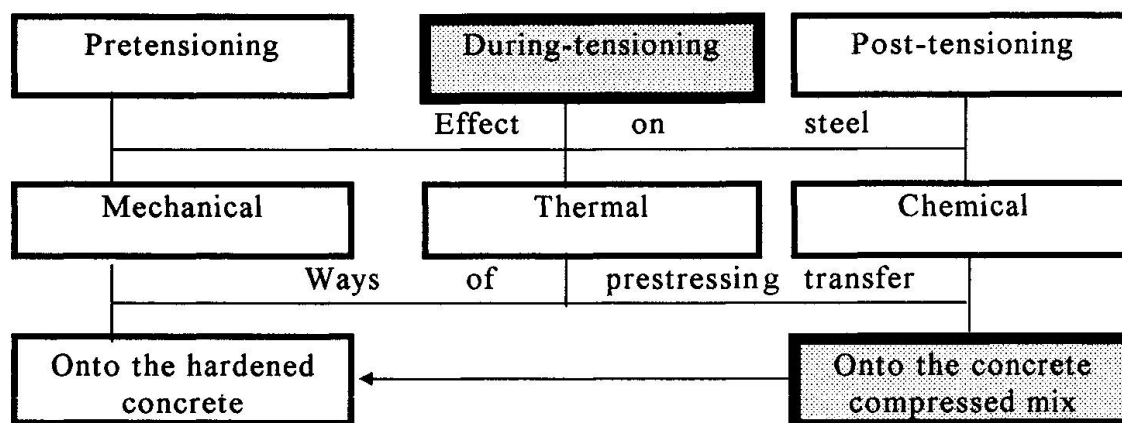 Pretensioning During-tensioning Post-tensioning
Effect on steel
Mechanical Thermal Chemical
Ways of prestressing transfer
Onto the hardened
concrete
Onto the concrete
compressed mix